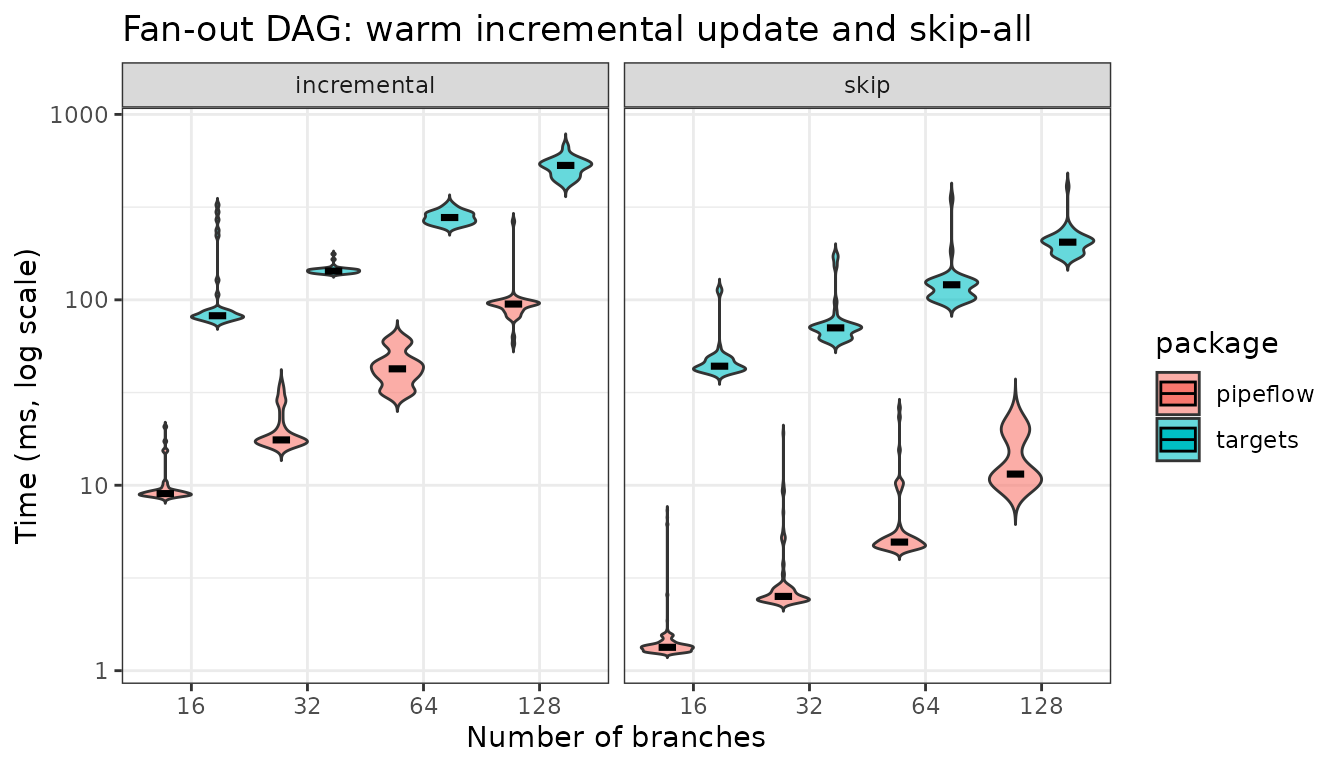 Fan-out DAG: warm incremental update and skip-all
incremental
skip
1000
100
10
1
Time (ms, log scale)
16
32
64
128
16
32
64
128
Number of branches
package
pipeflow
targets